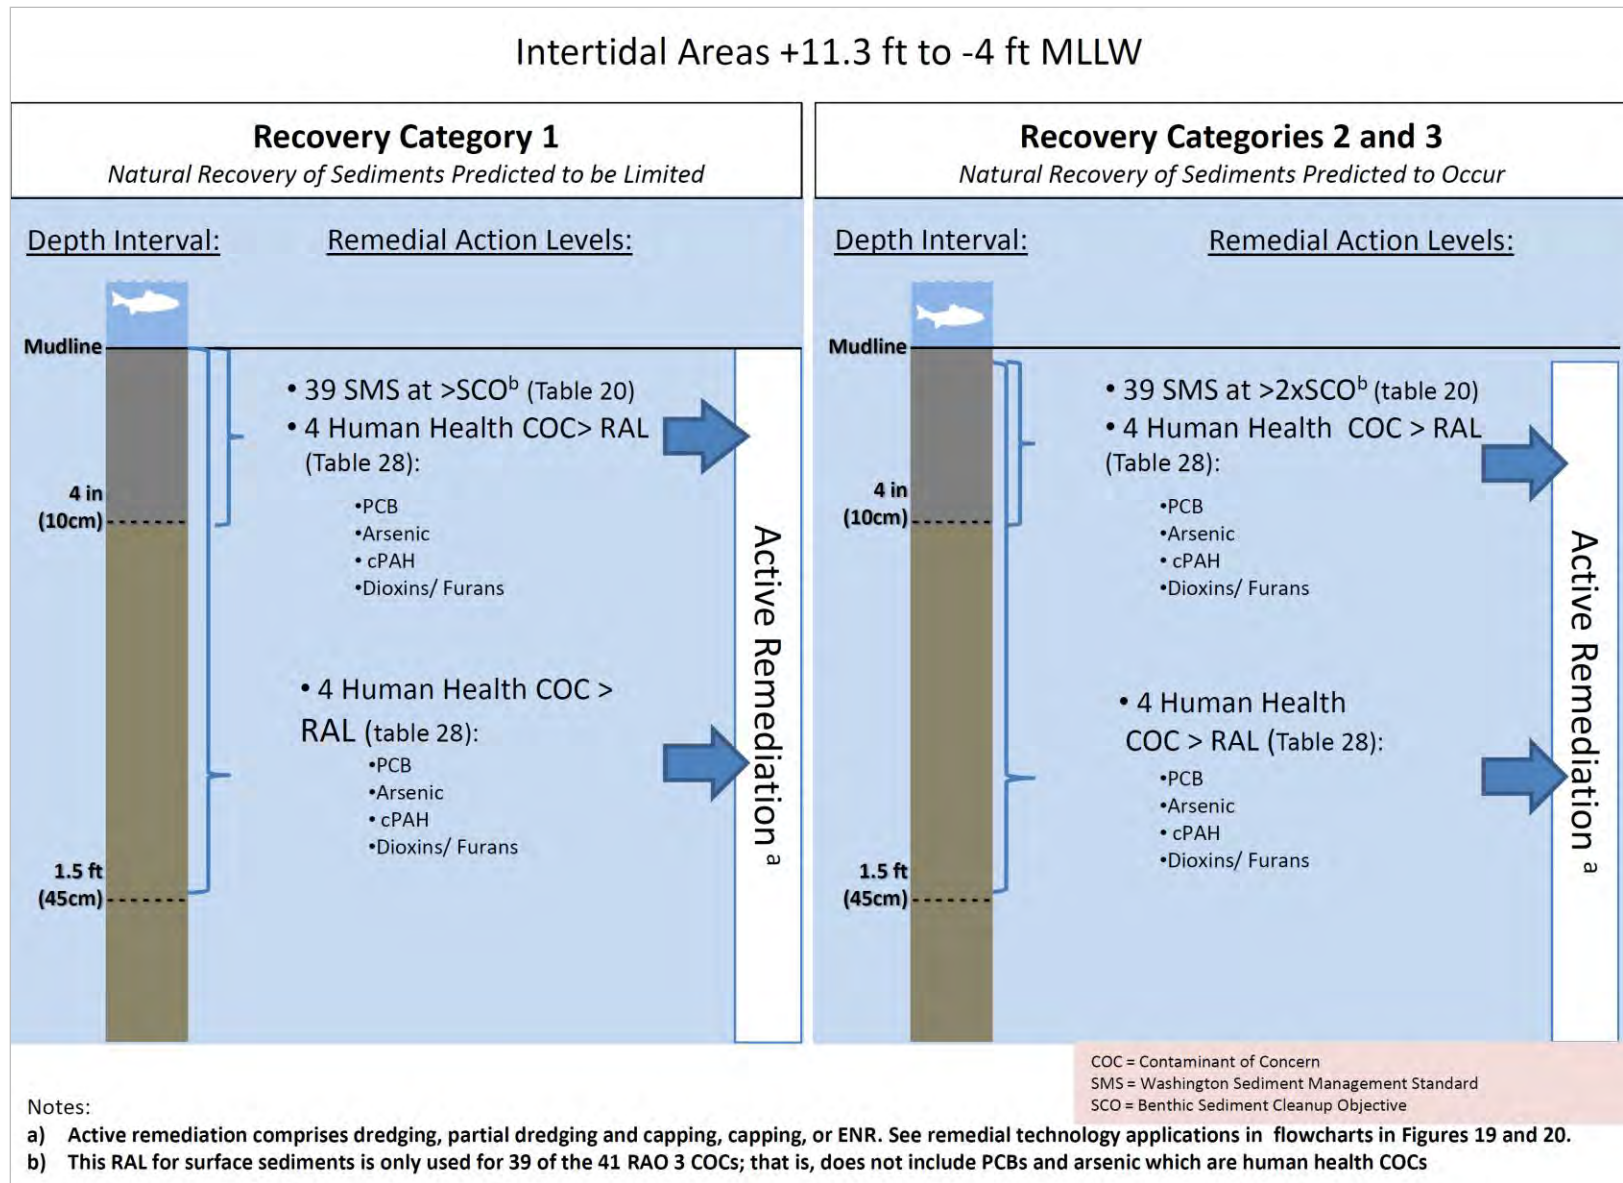 Intertidal Areas +11.3 ft to -4 ft MLLW
Recovery Category 1
Natural Recovery of Sediments Predicted to be Limited
Depth Interval:
Remedial Action Levels:
Mudline
• 39 SMS at >SCOᵇ (Table 20)
• 4 Human Health COC> RAL
(Table 28):
•PCB
•Arsenic
• cPAH
•Dioxins/ Furans
4 in
(10cm)
• 4 Human Health COC >
RAL (table 28):
•PCB
•Arsenic
• cPAH
•Dioxins/ Furans
1.5 ft
(45cm)
Active Remediation ᵃ
Recovery Categories 2 and 3
Natural Recovery of Sediments Predicted to Occur
Depth Interval:
Remedial Action Levels:
Mudline
• 39 SMS at >2xSCOᵇ (table 20)
• 4 Human Health COC > RAL
(Table 28):
•PCB
•Arsenic
• cPAH
•Dioxins/ Furans
4 in
(10cm)
• 4 Human Health
COC > RAL (Table 28):
•PCB
•Arsenic
• cPAH
•Dioxins/ Furans
1.5 ft
(45cm)
Active Remediation ᵃ
COC = Contaminant of Concern
SMS = Washington Sediment Management Standard
SCO = Benthic Sediment Cleanup Objective
Notes:
a) Active remediation comprises dredging, partial dredging and capping, capping, or ENR. See remedial technology applications in flowcharts in Figures 19 and 20.
b) This RAL for surface sediments is only used for 39 of the 41 RAO 3 COCs; that is, does not include PCBs and arsenic which are human health COCs